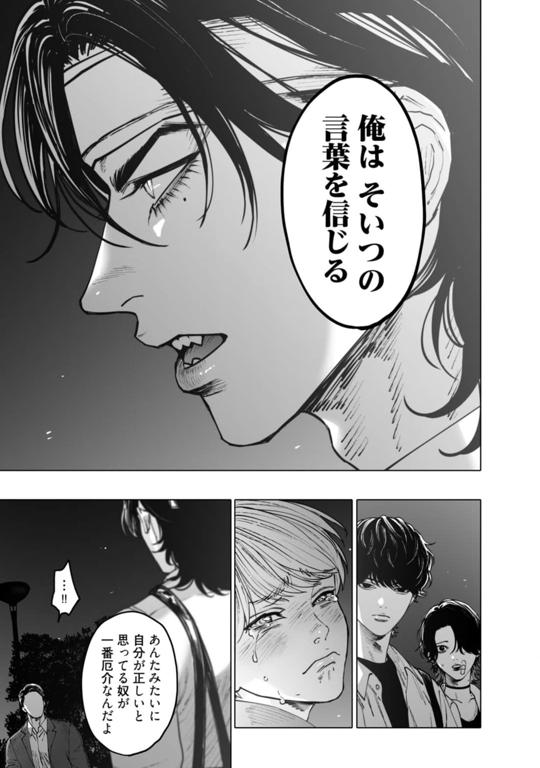 俺は そいつの
言葉を信じる
…!!
あんたみたいに
自分が正しいと
思ってる奴が
一番厄介なんだよ